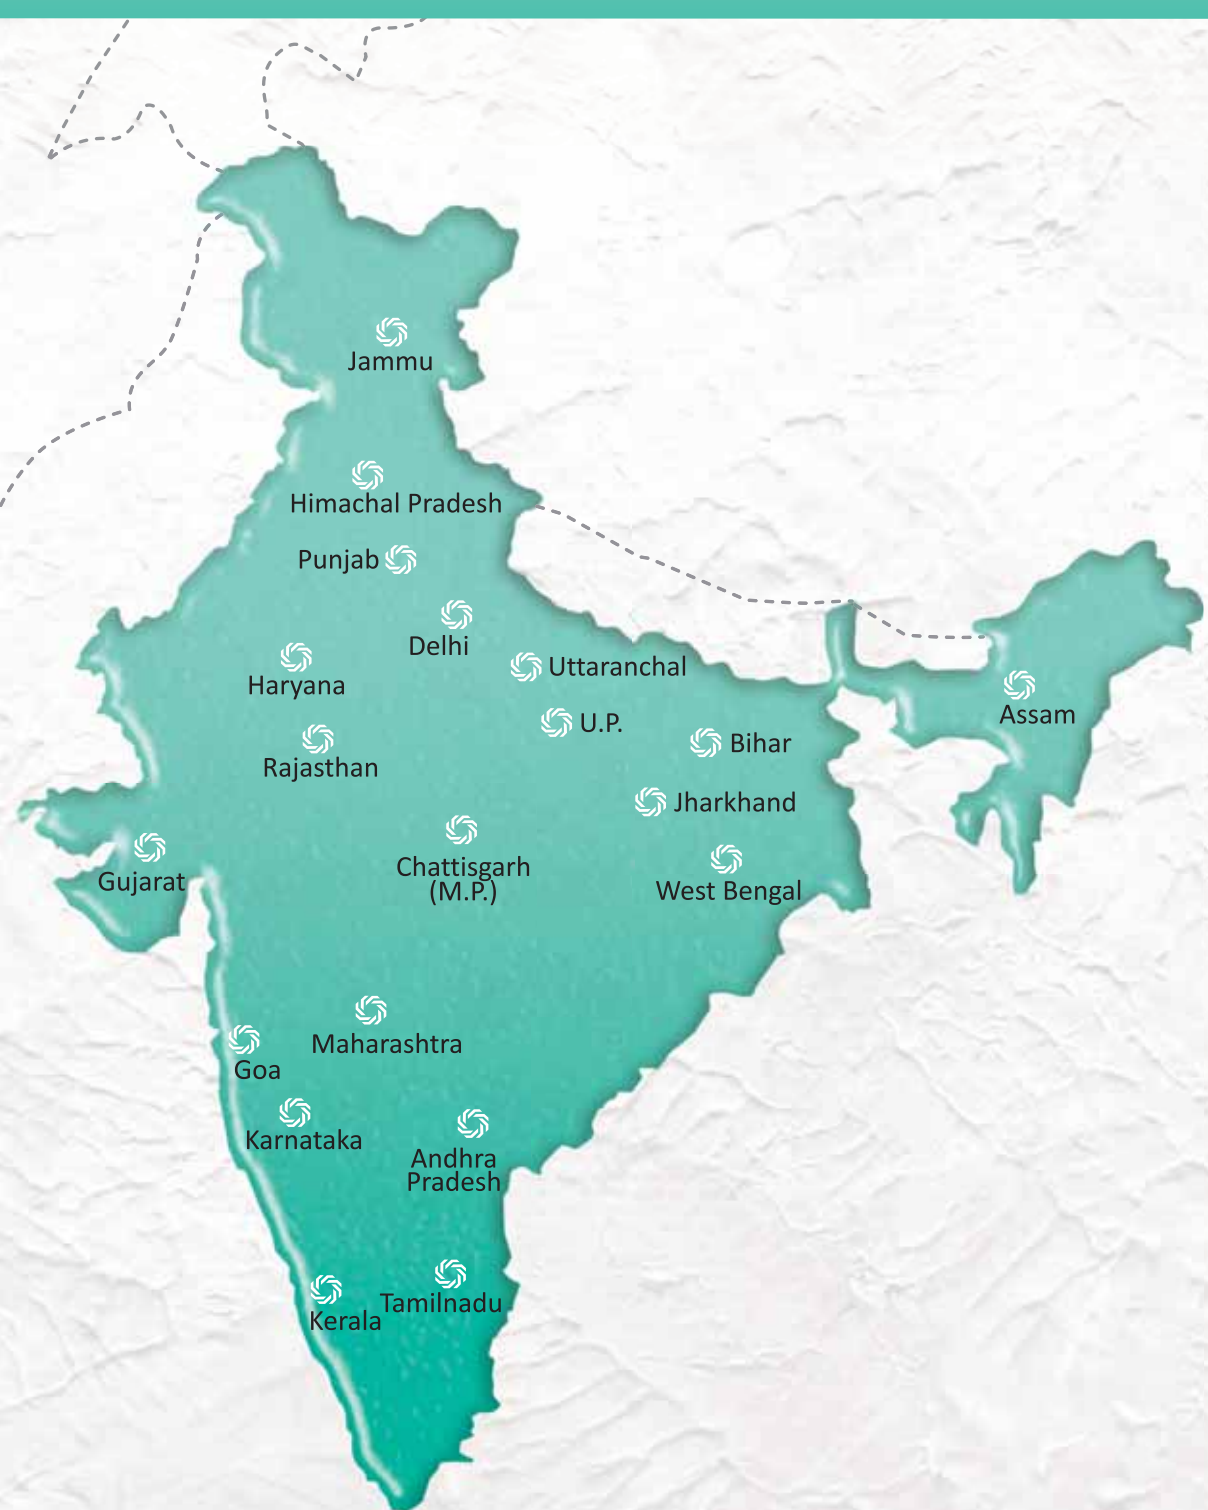 Jammu
Himachal Pradesh
Punjab
Delhi
Haryana
Uttaranchal
U.P.
Assam
Bihar
Rajasthan
Jharkhand
Chattisgarh
(M.P.)
Gujarat
West Bengal
Maharashtra
Goa
Karnataka
Andhra
Pradesh
Tamilnadu
Kerala